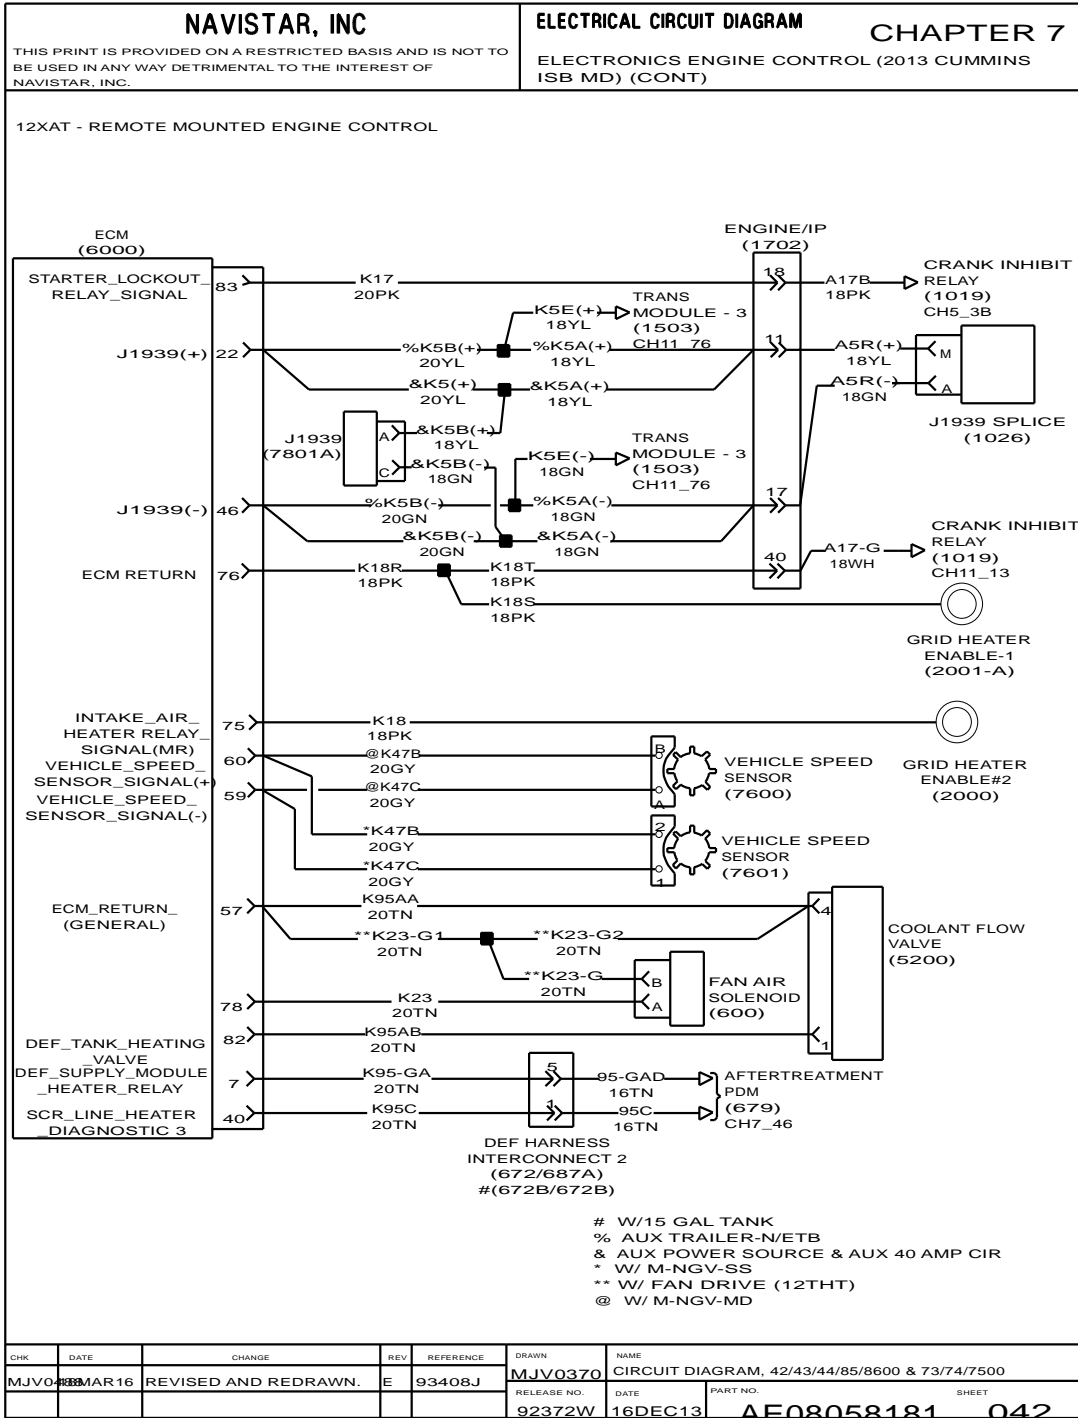 NAVISTAR, INC
THIS PRINT IS PROVIDED ON A RESTRICTED BASIS AND IS NOT TO
BE USED IN ANY WAY DETRIMENTAL TO THE INTEREST OF
NAVISTAR, INC.
ELECTRICAL CIRCUIT DIAGRAM
CHAPTER 7
ELECTRONICS ENGINE CONTROL (2013 CUMMINS
ISB MD) (CONT)
12XAT - REMOTE MOUNTED ENGINE CONTROL
ECM
(6000)
ENGINE/IP
(1702)
STARTER_LOCKOUT_
RELAY_SIGNAL
83
K17
20PK
18
A17B
18PK
CRANK INHIBIT
RELAY
(1019)
CH5_3B
K5E(+)
18YL
TRANS
MODULE - 3
(1503)
CH11_76
J1939(+)
22
%K5B(+)
20YL
%K5A(+)
18YL
11
A5R(+)
18YL
M
&K5(+)
20YL
&K5A(+)
18YL
A5R(-)
18GN
A
J1939 SPLICE
(1026)
J1939
(7801A)
A
&K5B(+)
18YL
C
&K5B(-)
18GN
K5E(-)
18GN
TRANS
MODULE - 3
(1503)
CH11_76
J1939(-)
46
%K5B(-)
20GN
%K5A(-)
18GN
17
&K5B(-)
20GN
&K5A(-)
18GN
ECM RETURN
76
K18R
18PK
K18T
18PK
40
A17-G
18WH
CRANK INHIBIT
RELAY
(1019)
CH11_13
K18S
18PK
GRID HEATER
ENABLE-1
(2001-A)
INTAKE_AIR_
HEATER RELAY_
SIGNAL(MR)
75
K18
18PK
GRID HEATER
ENABLE#2
(2000)
VEHICLE_SPEED_
SENSOR_SIGNAL(+)
60
@K47B
20GY
B
VEHICLE_SPEED_
SENSOR_SIGNAL(-)
59
@K47C
20GY
A
VEHICLE SPEED
SENSOR
(7600)
*K47B
20GY
2
*K47C
20GY
1
VEHICLE SPEED
SENSOR
(7601)
ECM_RETURN_
(GENERAL)
57
K95AA
20TN
4
**K23-G1
20TN
**K23-G2
20TN
COOLANT FLOW
VALVE
(5200)
**K23-G
20TN
B
78
K23
20TN
A
FAN AIR
SOLENOID
(600)
DEF_TANK_HEATING
_VALVE
82
K95AB
20TN
1
DEF_SUPPLY_MODULE
_HEATER_RELAY
7
K95-GA
20TN
5
95-GAD
16TN
AFTERTREATMENT
PDM
(679)
CH7_46
SCR_LINE_HEATER
_DIAGNOSTIC 3
40
K95C
20TN
1
95C
16TN
DEF HARNESS
INTERCONNECT 2
(672/687A)
#(672B/672B)
# W/15 GAL TANK
% AUX TRAILER-N/ETB
& AUX POWER SOURCE & AUX 40 AMP CIR
* W/ M-NGV-SS
** W/ FAN DRIVE (12THT)
@ W/ M-NGV-MD
CHK DATE CHANGE REV REFERENCE
REVISED AND REDRAWN. E 93408J
DRAWN
MJV0370
NAME
CIRCUIT DIAGRAM, 42/43/44/85/8600 & 73/74/7500
RELEASE NO. DATE PART NO. SHEET
92372W 16DEC13 AE08058181 042